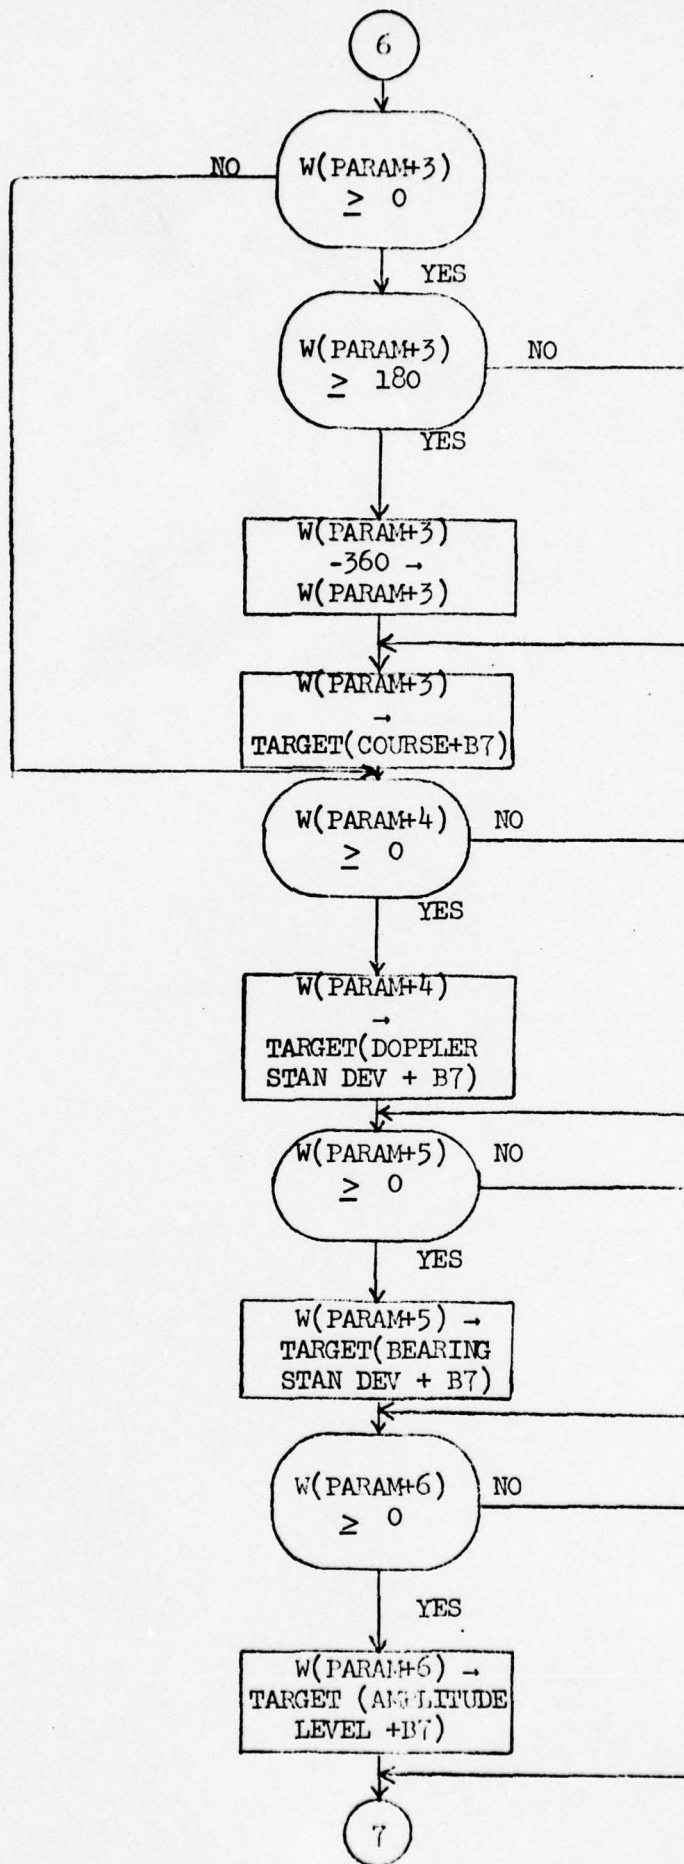 6
NO
W(PARAM+3)
≥ 0
YES
W(PARAM+3)
≥ 180
NO
YES
W(PARAM+3)
-360 →
W(PARAM+3)
W(PARAM+3)
→
TARGET(COURSE+B7)
W(PARAM+4)
≥ 0
NO
YES
W(PARAM+4)
→
TARGET(DOPPLER
STAN DEV + B7)
W(PARAM+5)
≥ 0
NO
YES
W(PARAM+5) →
TARGET(BEARING
STAN DEV + B7)
W(PARAM+6)
≥ 0
NO
YES
W(PARAM+6) →
TARGET (AMPLITUDE
LEVEL +B7)
7